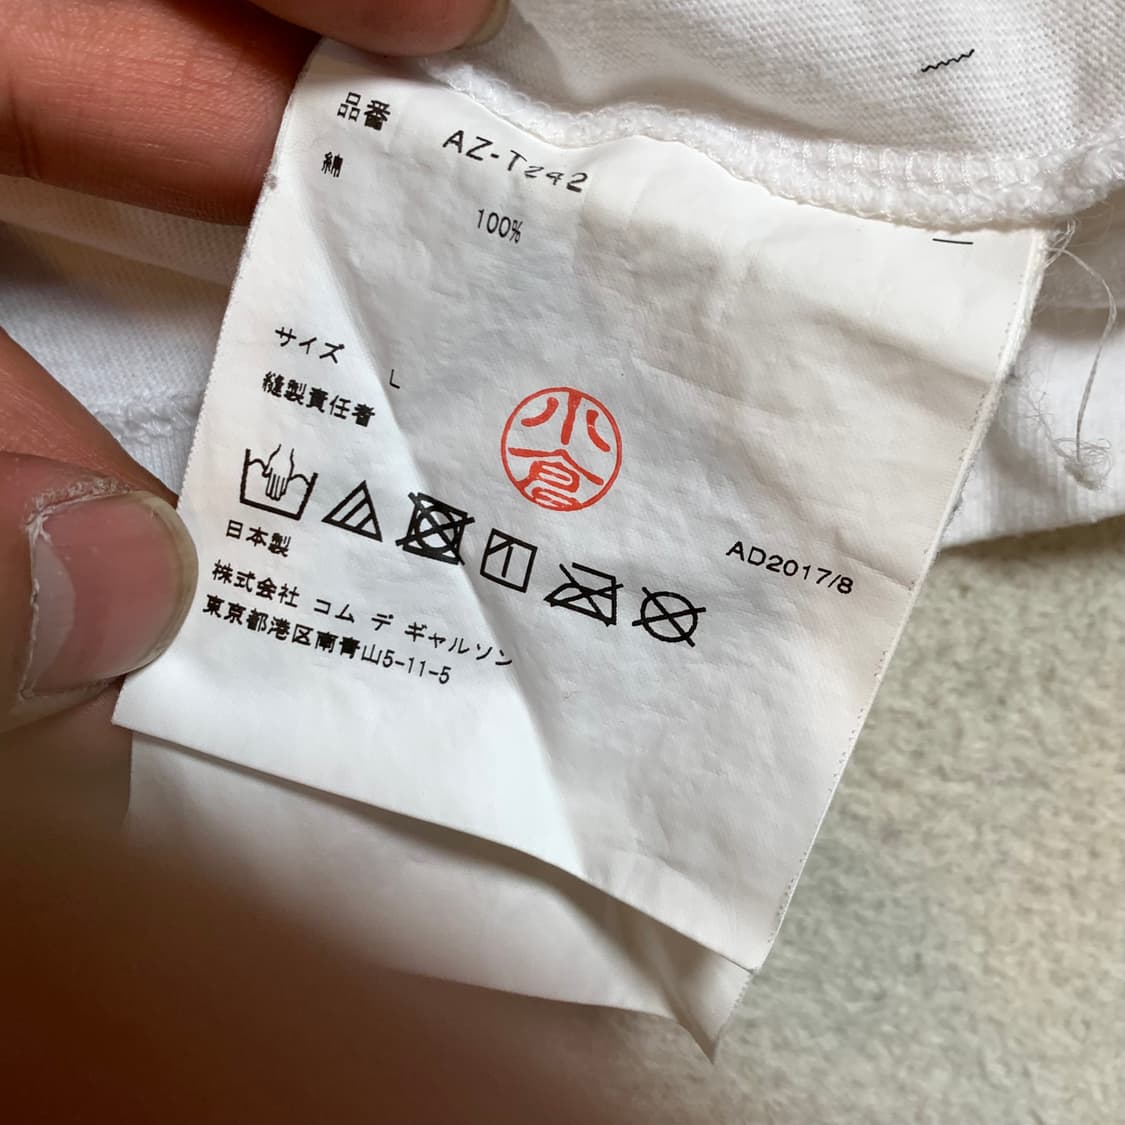 品番 AZ-T242
綿 100%
サイズ L
縫製責任者
小倉
AD2017/8
日本製
株式会社 コム デ ギャルソン
東京都港区南青山5-11-5